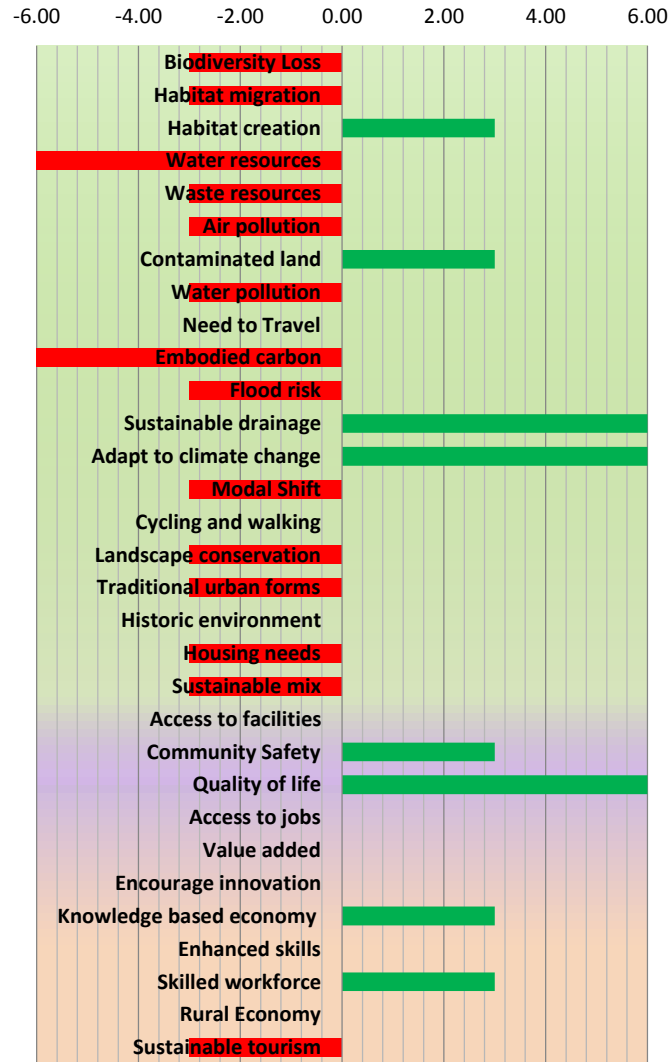 -6.00 -4.00 -2.00 0.00 2.00 4.00 6.00
Biodiversity Loss
Habitat migration
Habitat creation
Water resources
Waste resources
Air pollution
Contaminated land
Water pollution
Need to Travel
Embodied carbon
Flood risk
Sustainable drainage
Adapt to climate change
Modal Shift
Cycling and walking
Landscape conservation
Traditional urban forms
Historic environment
Housing needs
Sustainable mix
Access to facilities
Community Safety
Quality of life
Access to jobs
Value added
Encourage innovation
Knowledge based economy
Enhanced skills
Skilled workforce
Rural Economy
Sustainable tourism